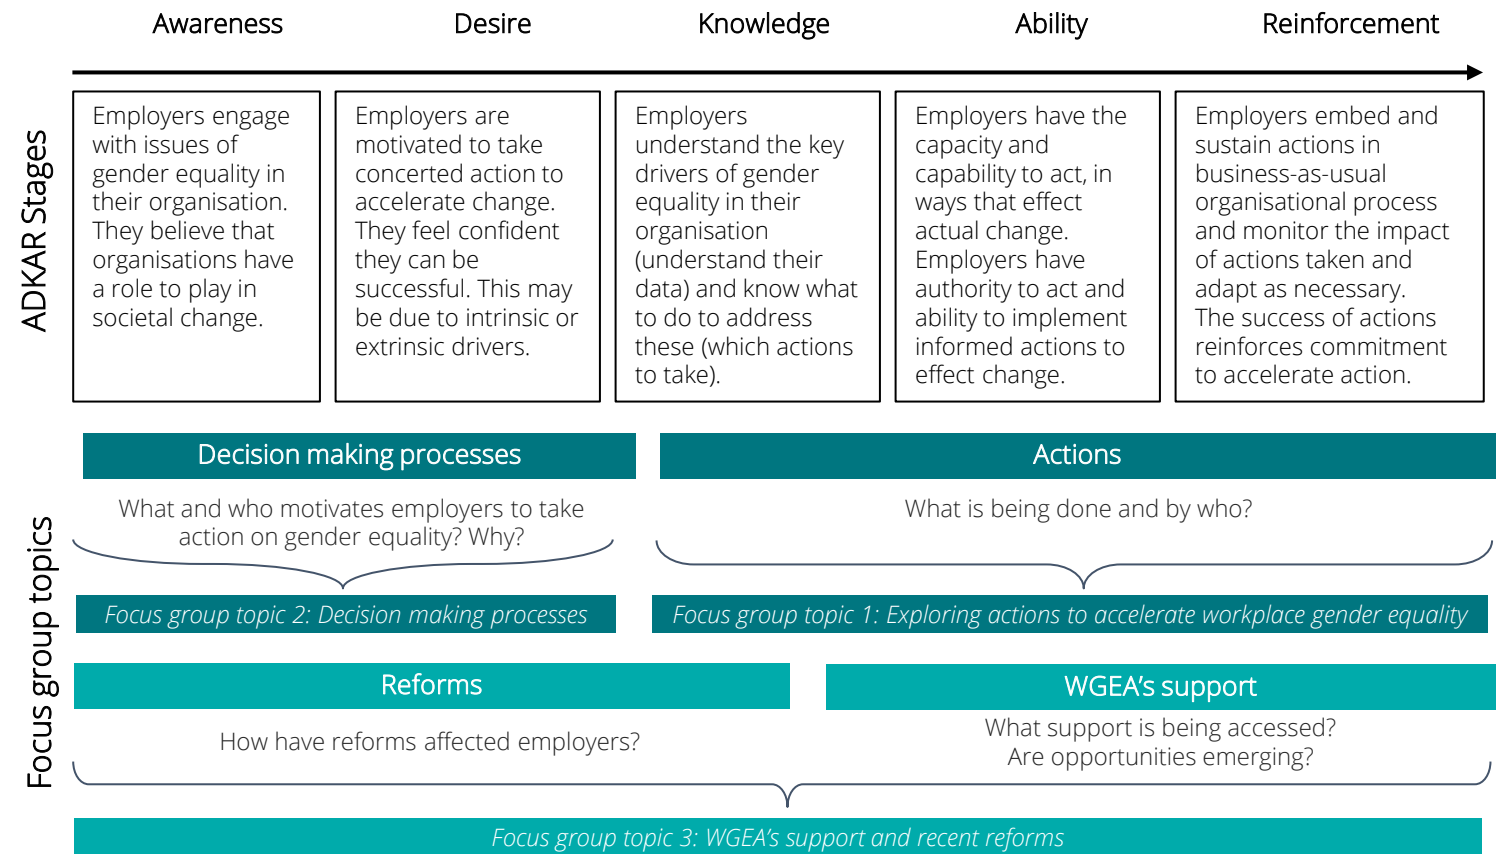 Awareness
Desire
Knowledge
Ability
Reinforcement
ADKAR Stages
Employers engage
with issues of
gender equality in
their organisation.
They believe that
organisations have
a role to play in
societal change.
Employers are
motivated to take
concerted action to
accelerate change.
They feel confident
they can be
successful. This may
be due to intrinsic or
extrinsic drivers.
Employers
understand the key
drivers of gender
equality in their
organisation
(understand their
data) and know what
to do to address
these (which actions
to take).
Employers have the
capacity and
capability to act, in
ways that effect
actual change.
Employers have
authority to act and
ability to implement
informed actions to
effect change.
Employers embed and
sustain actions in
business-as-usual
organisational process
and monitor the impact
of actions taken and
adapt as necessary.
The success of actions
reinforces commitment
to accelerate action.
Focus group topics
Decision making processes
What and who motivates employers to take
action on gender equality? Why?
Focus group topic 2: Decision making processes
Actions
What is being done and by who?
Focus group topic 1: Exploring actions to accelerate workplace gender equality
Reforms
How have reforms affected employers?
WGEA’s support
What support is being accessed?
Are opportunities emerging?
Focus group topic 3: WGEA’s support and recent reforms